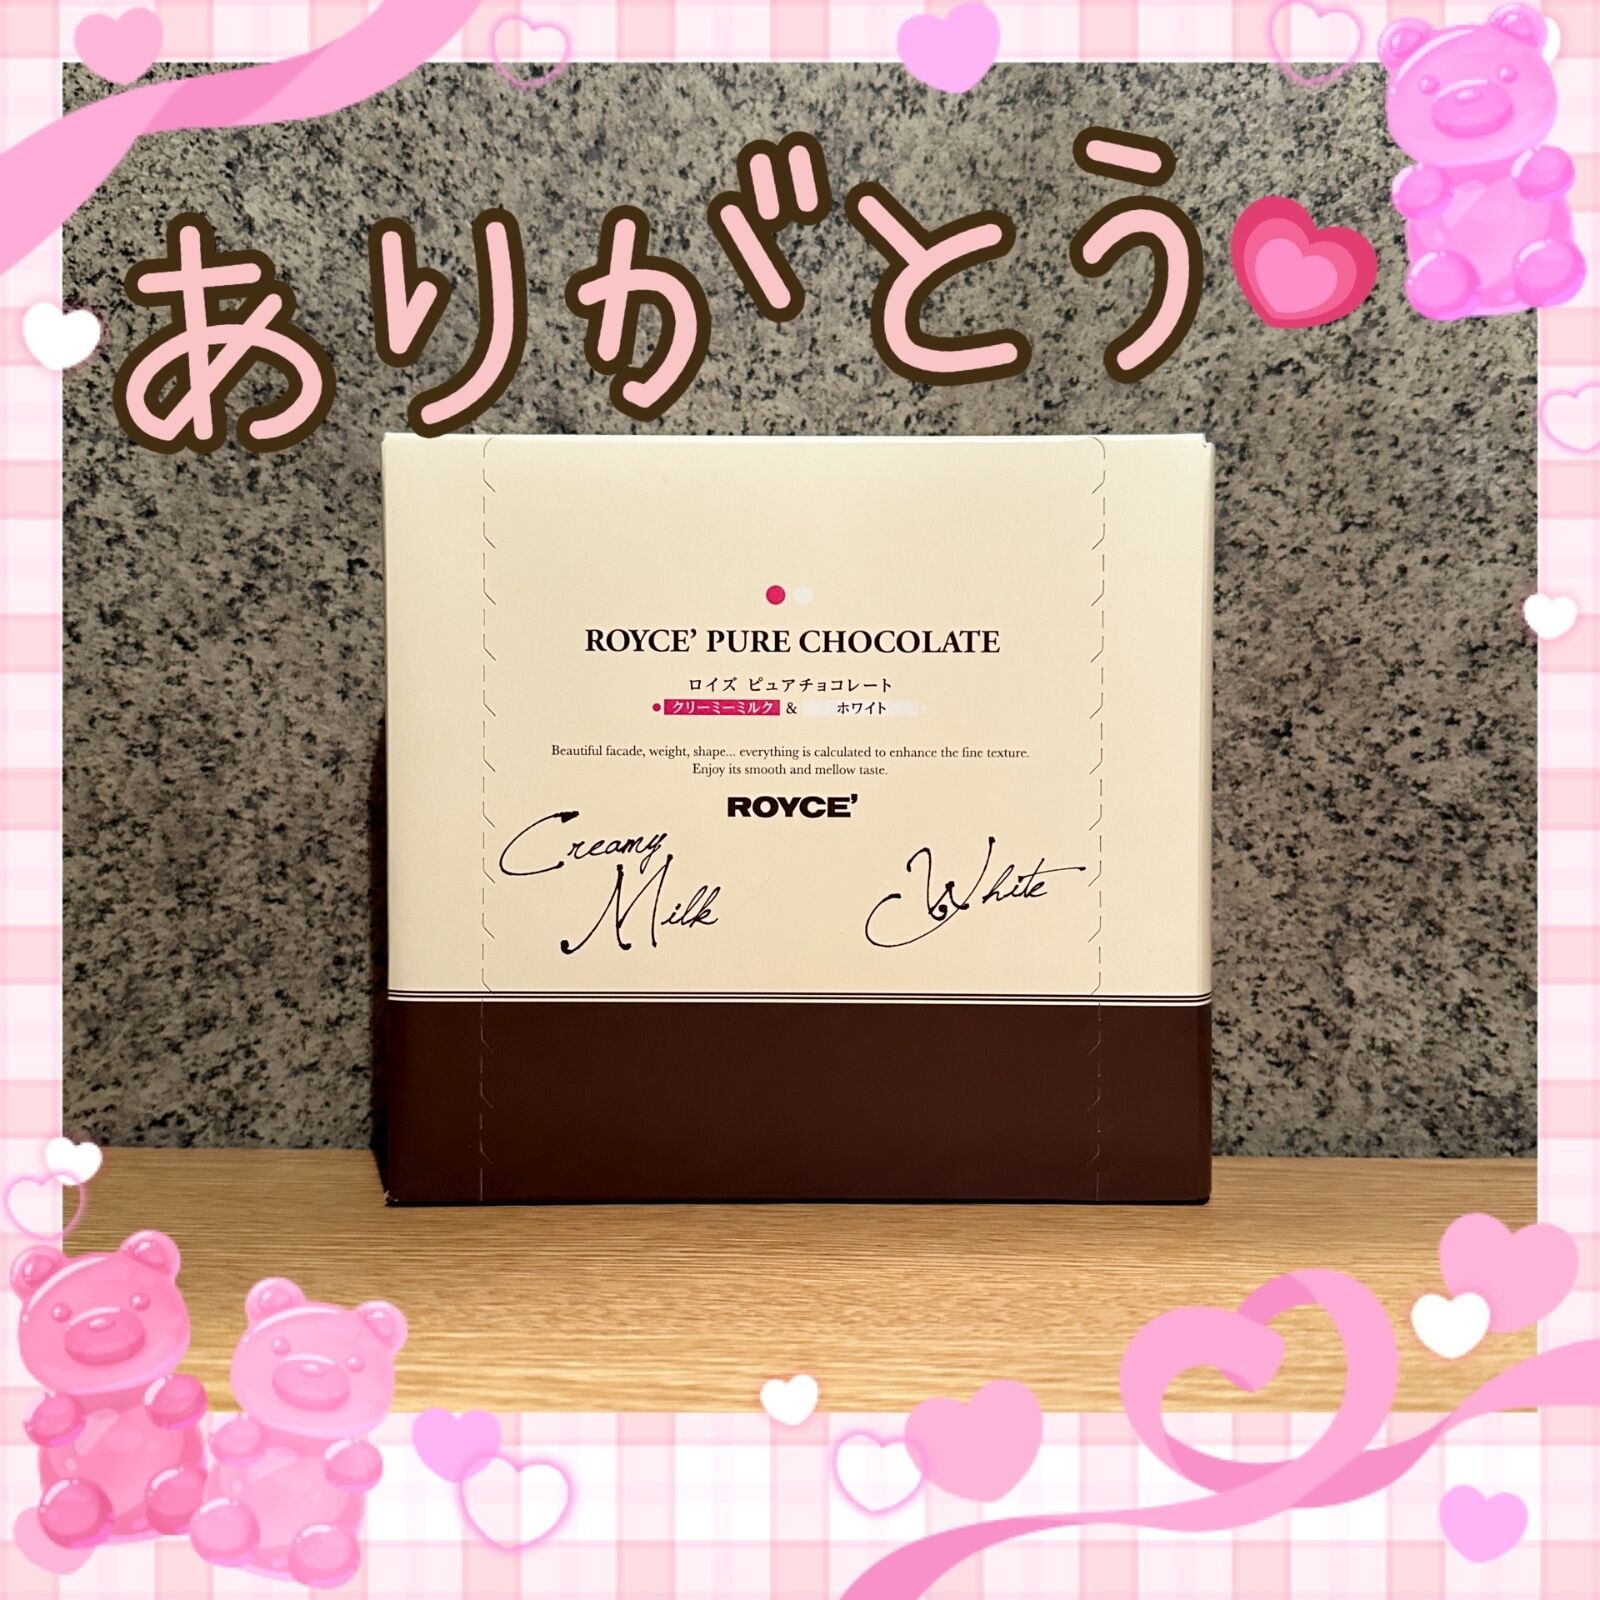 ありがとう
ROYCE’ PURE CHOCOLATE
ロイズ ピュアチョコレート
クリーミーミルク & ホワイト
Beautiful facade, weight, shape... everything is calculated to enhance the fine texture.
Enjoy its smooth and mellow taste.
ROYCE’
Creamy
Milk
White